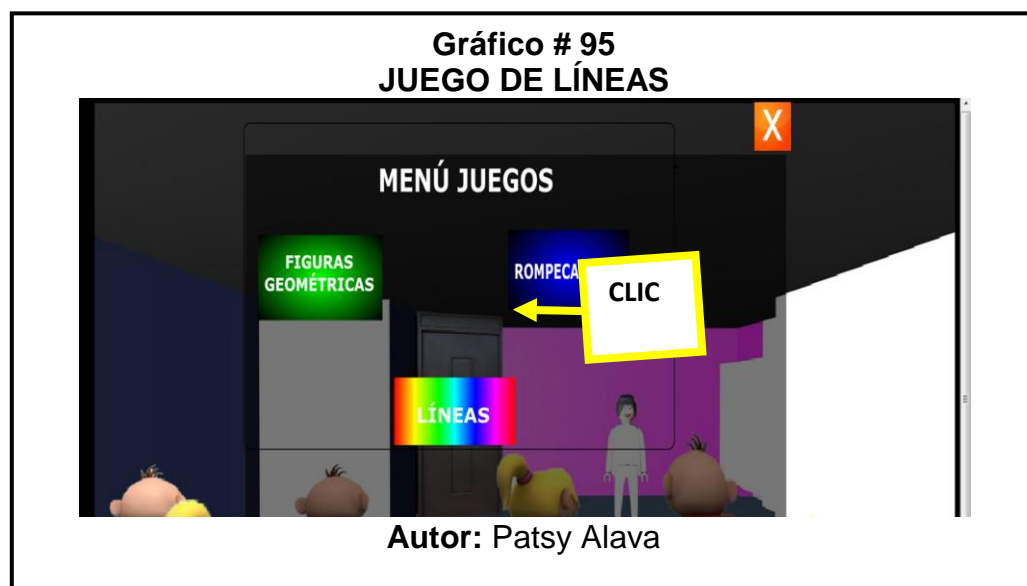 Gráfico # 95
JUEGO DE LÍNEAS
X
MENÚ JUEGOS
FIGURAS
GEOMÉTRICAS
ROMPECA
CLIC
LÍNEAS
Autor: Patsy Alava